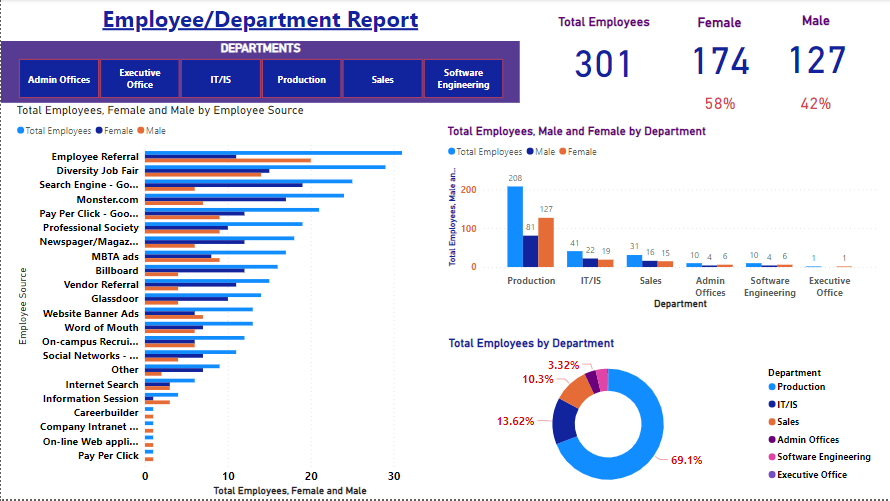 Employee/Department Report
DEPARTMENTS
Admin Offices
Executive
Office
IT/IS
Production
Sales
Software
Engineering
Total Employees
301
Female
174
58%
Male
127
42%
Total Employees, Female and Male by Employee Source
Total Employees Female Male
Employee Source
Employee Referral
Diversity Job Fair
Search Engine - Go...
Monster.com
Pay Per Click - Goo...
Professional Society
Newspager/Magaz...
MBTA ads
Billboard
Vendor Referral
Glassdoor
Website Banner Ads
Word of Mouth
On-campus Recrui...
Social Networks - ...
Other
Internet Search
Information Session
Careerbuilder
Company Intranet ...
On-line Web appli...
Pay Per Click
0 10 20 30
Total Employees, Female and Male
Total Employees, Male and Female by Department
Total Employees Male Female
Total Employees, Male an...
200
100
0
208 81 127
41 22 19
31 16 15
10 4 6
10 4 6
1 1
Production
IT/IS
Sales
Admin
Offices
Software
Engineering
Executive
Office
Department
Total Employees by Department
3.32%
10.3%
13.62%
69.1%
Department
Production
IT/IS
Sales
Admin Offices
Software Engineering
Executive Office